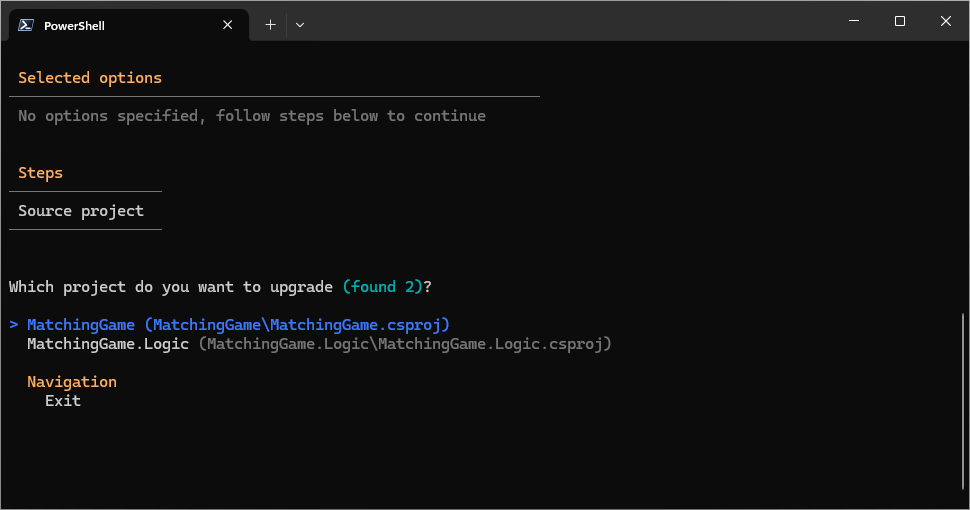 PowerShell
Selected options
No options specified, follow steps below to continue
Steps
Source project
Which project do you want to upgrade (found 2)?
> MatchingGame (MatchingGame\MatchingGame.csproj)
MatchingGame.Logic (MatchingGame.Logic\MatchingGame.Logic.csproj)
Navigation
Exit